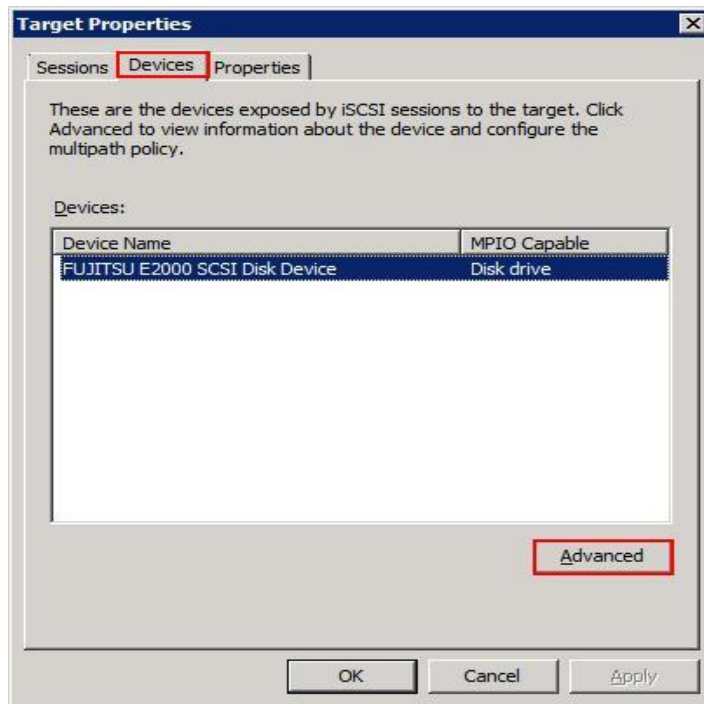 Target Properties
Sessions Devices Properties
These are the devices exposed by iSCSI sessions to the target. Click
Advanced to view information about the device and configure the
multipath policy.
Devices:
Device Name MPIO Capable
FUJITSU E2000 SCSI Disk Device Disk drive
Advanced
OK Cancel Apply